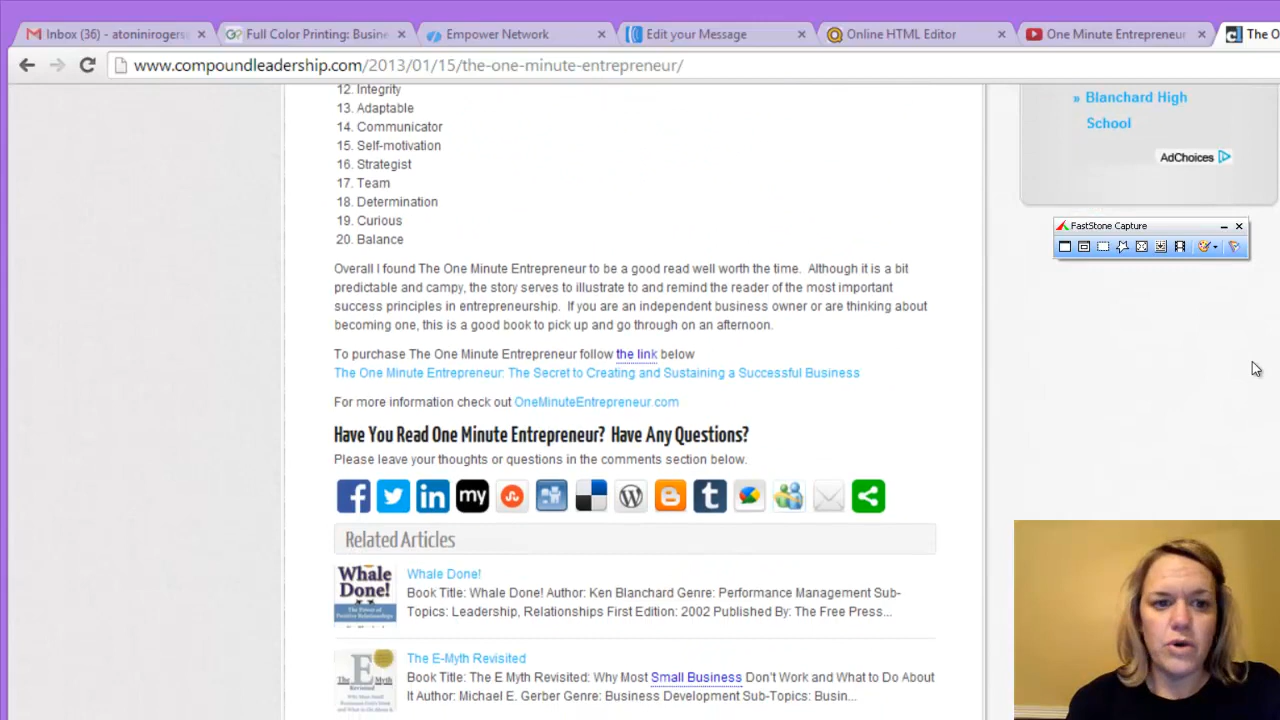 Inbox (36) - atoninirogers
Full Color Printing: Busine
Empower Network
Edit your Message
Online HTML Editor
One Minute Entrepreneur
The O
www.compoundleadership.com/2013/01/15/the-one-minute-entrepreneur/
12. Integrity
13. Adaptable
14. Communicator
15. Self-motivation
16. Strategist
17. Team
18. Determination
19. Curious
20. Balance
Overall I found The One Minute Entrepreneur to be a good read well worth the time. Although it is a bit
predictable and campy, the story serves to illustrate to and remind the reader of the most important
success principles in entrepreneurship. If you are an independent business owner or are thinking about
becoming one, this is a good book to pick up and go through on an afternoon.
To purchase The One Minute Entrepreneur follow the link below
The One Minute Entrepreneur: The Secret to Creating and Sustaining a Successful Business
For more information check out OneMinuteEntrepreneur.com
Have You Read One Minute Entrepreneur? Have Any Questions?
Please leave your thoughts or questions in the comments section below.
my
Related Articles
Whale
Done!
The Power of
Positive Relationships
Whale Done!
Book Title: Whale Done! Author: Ken Blanchard Genre: Performance Management Sub-
Topics: Leadership, Relationships First Edition: 2002 Published By: The Free Press...
The E-Myth Revisited
Book Title: The E Myth Revisited: Why Most Small Business Don't Work and What to Do About
It Author: Michael E. Gerber Genre: Business Development Sub-Topics: Busin...
» Blanchard High
School
AdChoices
FastStone Capture